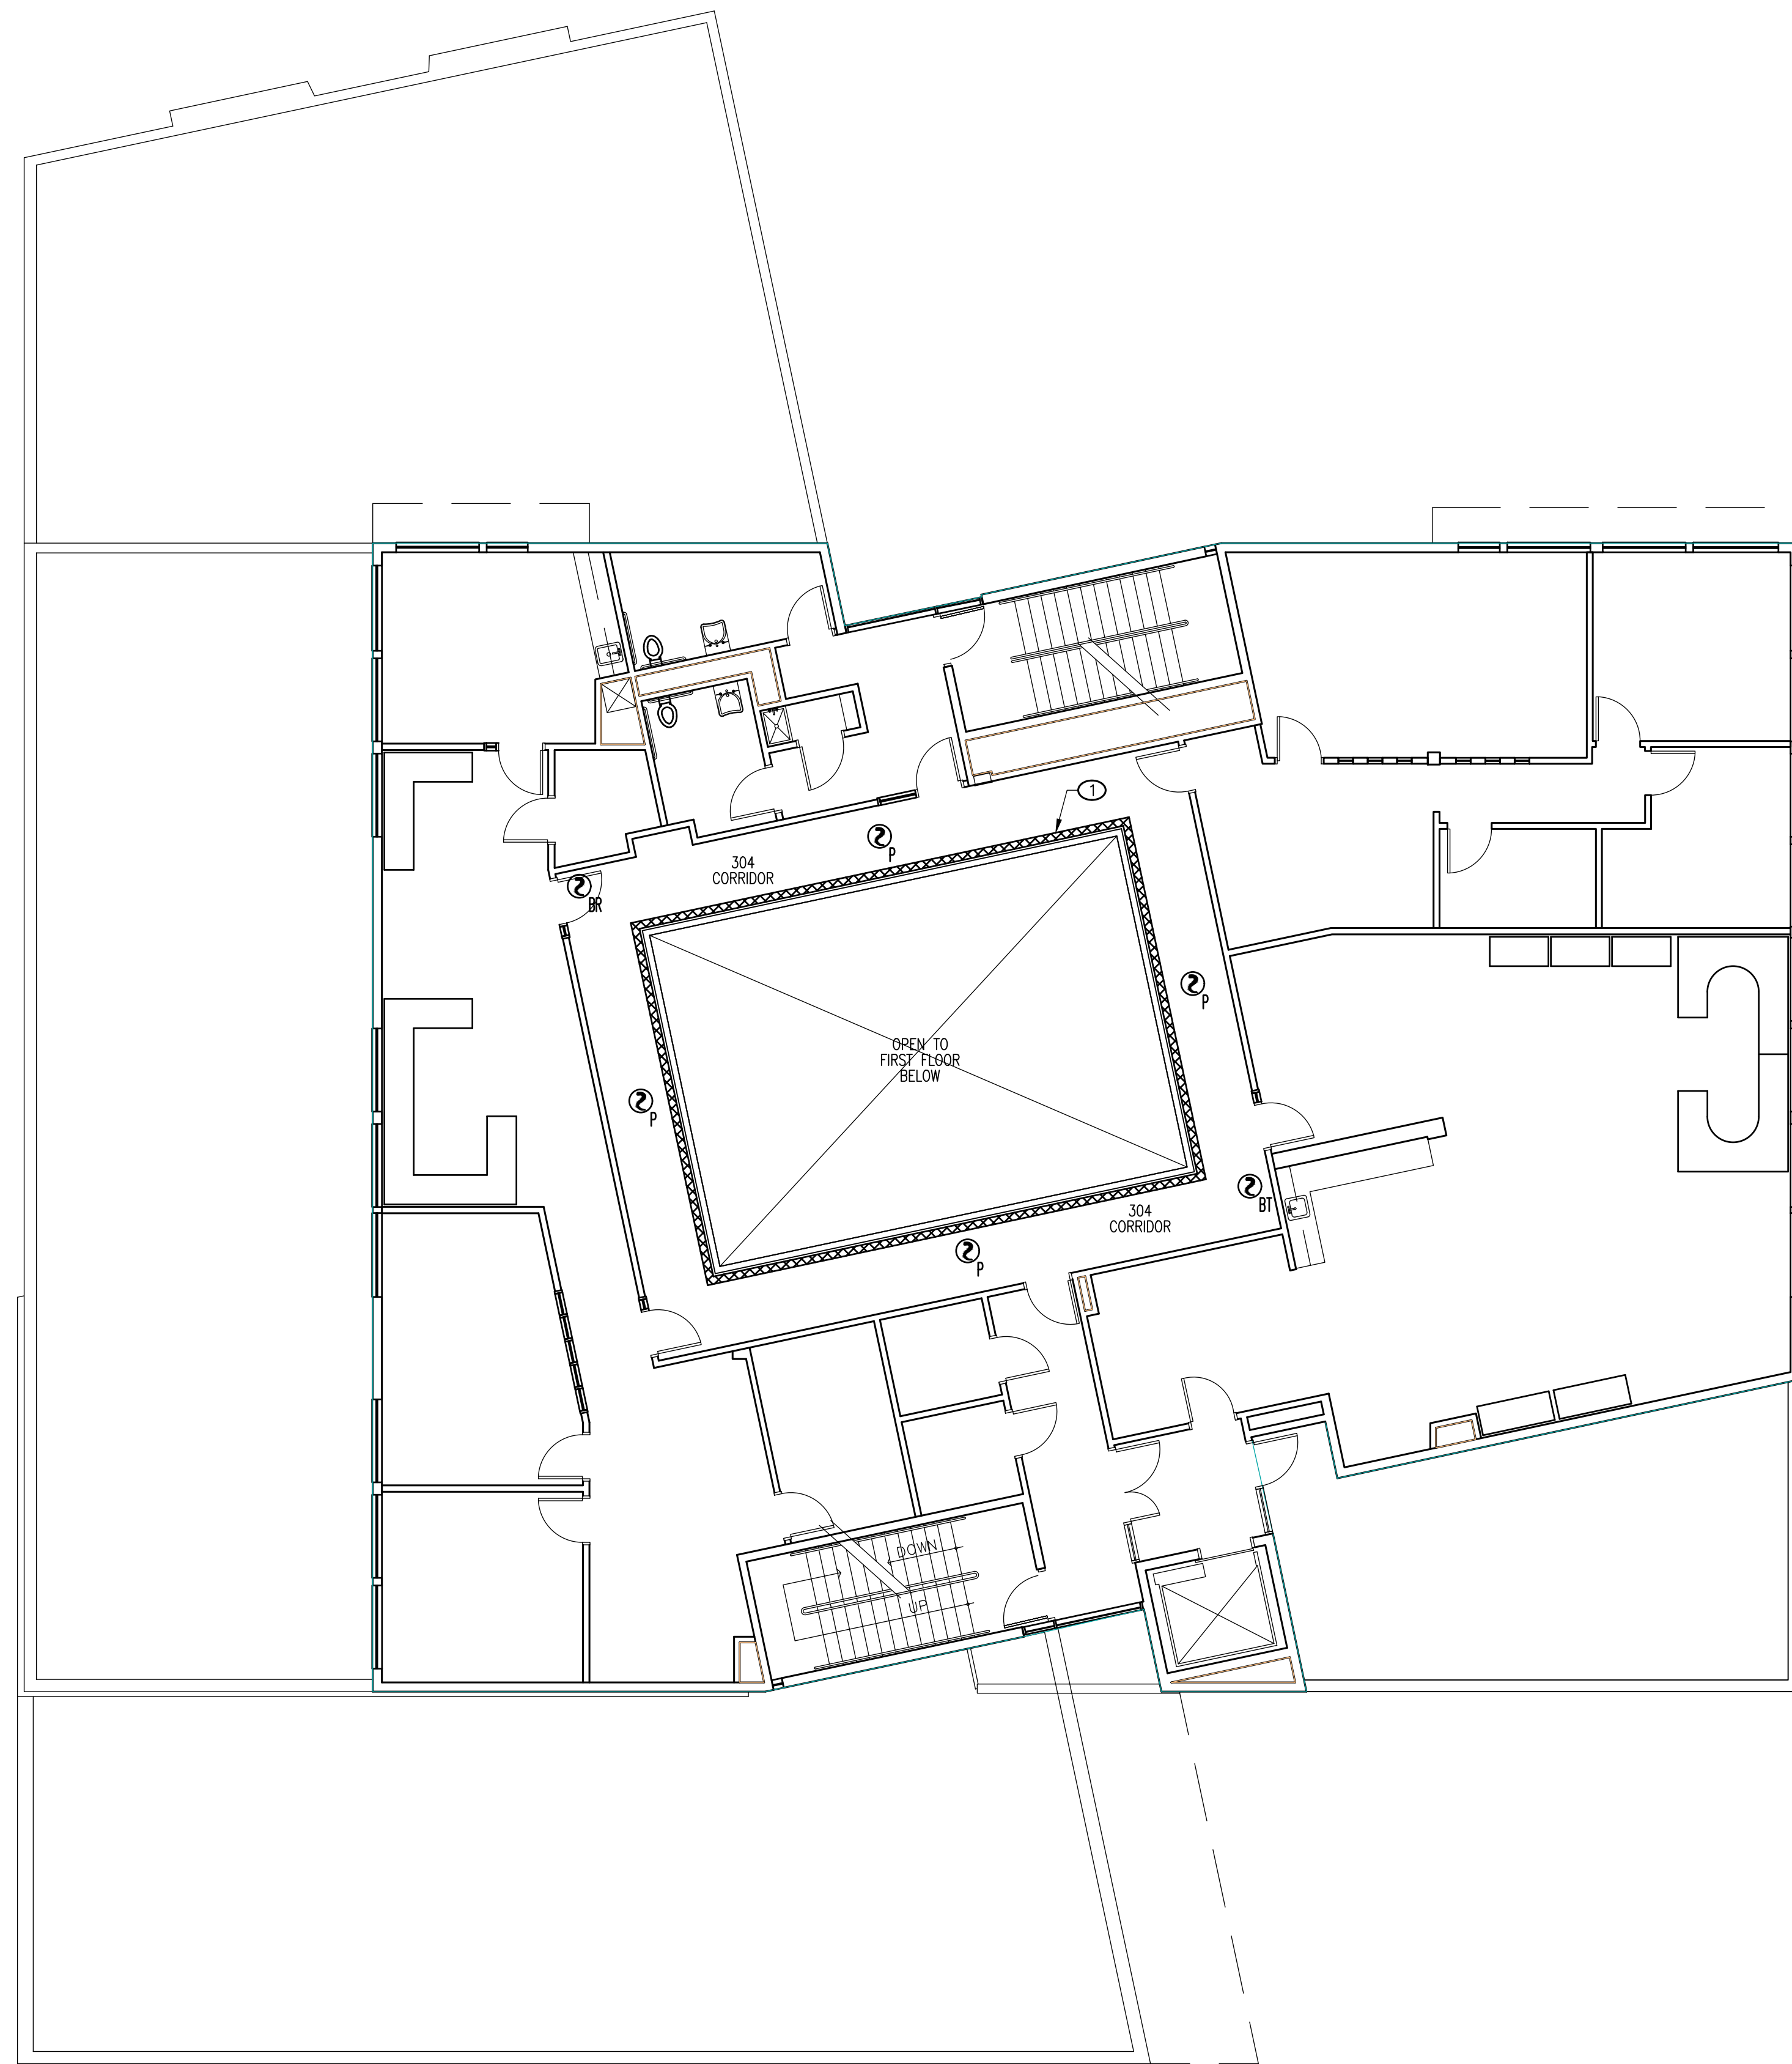 1
P
304
CORRIDOR
BR
P
OPEN TO
FIRST FLOOR
BELOW
P
BT
304
CORRIDOR
P
DOWN
UP